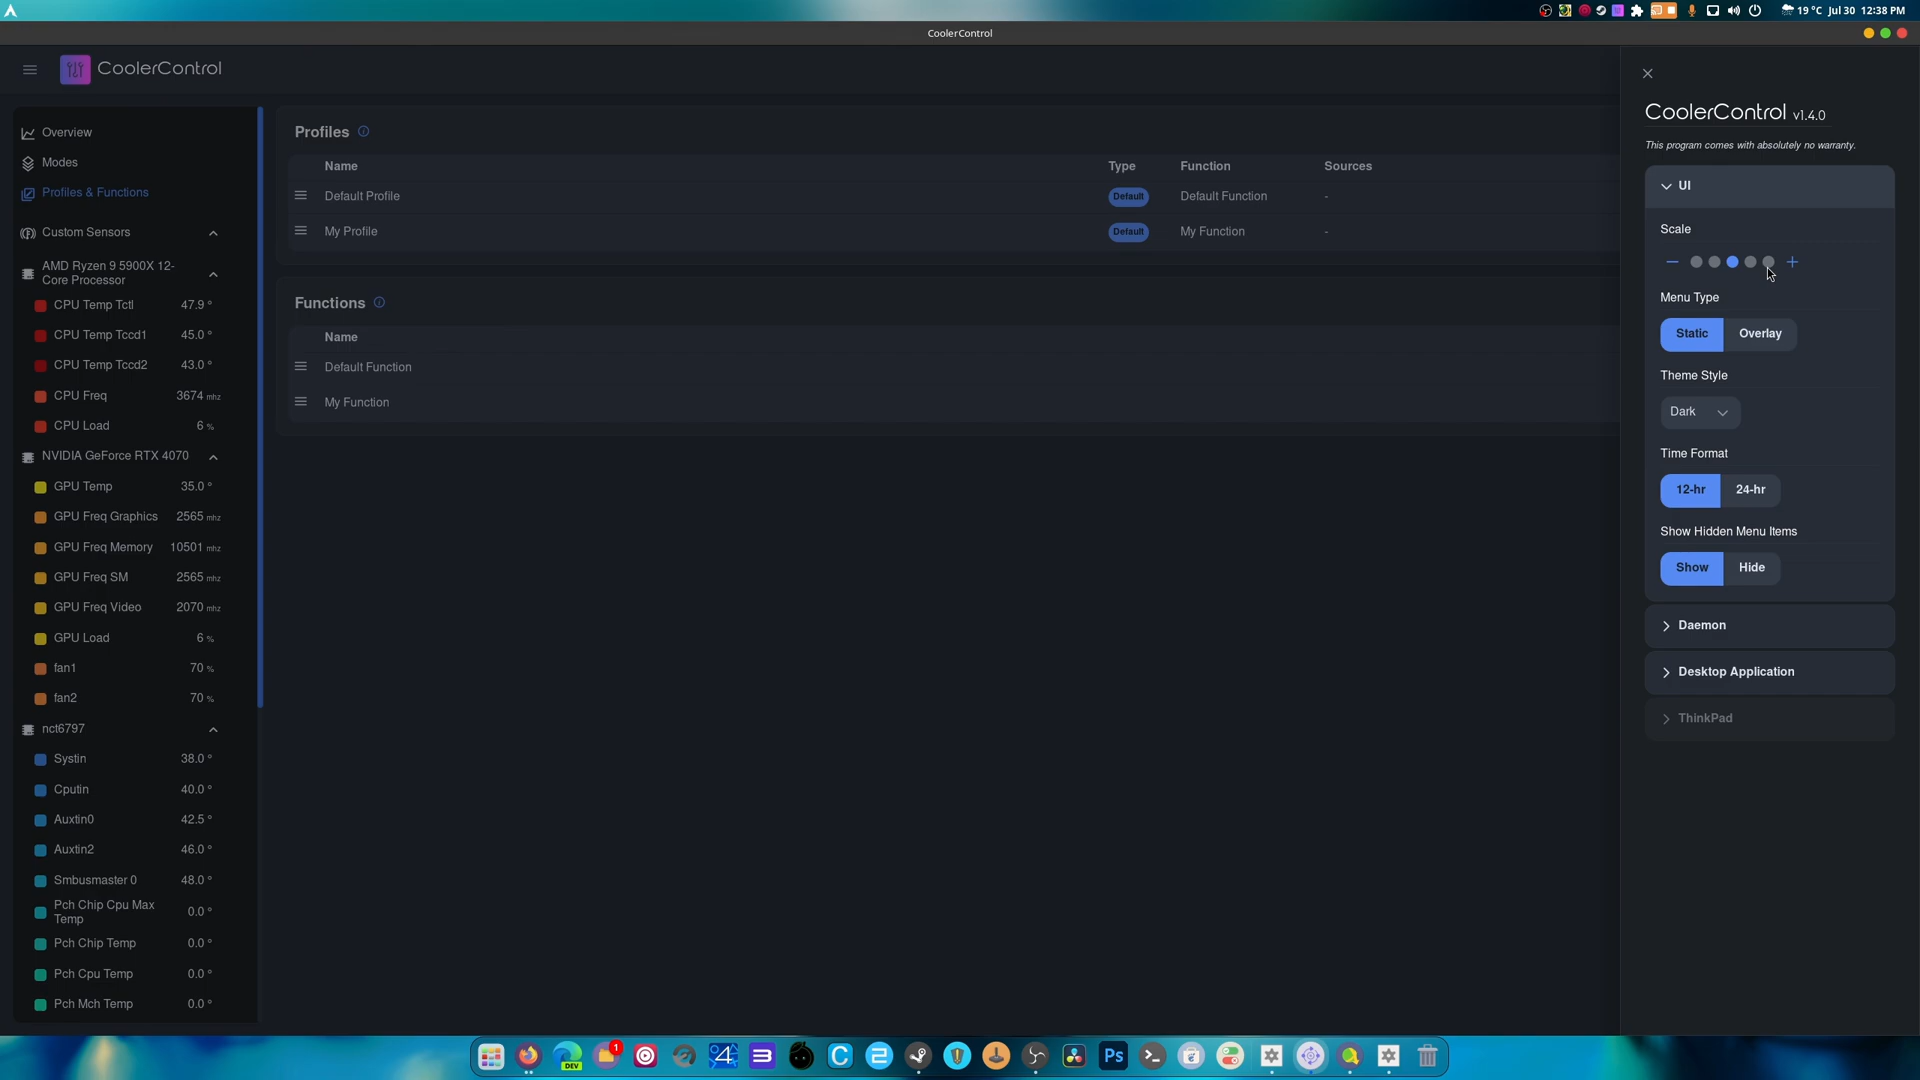 19 °C Jul 30 12:38 PM
CoolerControl
CoolerControl
Overview
Modes
Profiles & Functions
Custom Sensors
AMD Ryzen 9 5900X 12-
Core Processor
CPU Temp Tctl 47.9 °
CPU Temp Tccd1 45.0 °
CPU Temp Tccd2 43.0 °
CPU Freq 3674 mhz
CPU Load 6 %
NVIDIA GeForce RTX 4070
GPU Temp 35.0 °
GPU Freq Graphics 2565 mhz
GPU Freq Memory 10501 mhz
GPU Freq SM 2565 mhz
GPU Freq Video 2070 mhz
GPU Load 6 %
fan1 70 %
fan2 70 %
nct6797
Systin 38.0 °
Cputin 40.0 °
Auxtin0 42.5 °
Auxtin2 46.0 °
Smbusmaster 0 48.0 °
Pch Chip Cpu Max
Temp 0.0 °
Pch Chip Temp 0.0 °
Pch Cpu Temp 0.0 °
Pch Mch Temp 0.0 °
Profiles
Name Type Function Sources
Default Profile Default Default Function -
My Profile Default My Function -
Functions
Name
Default Function
My Function
CoolerControl v1.4.0
This program comes with absolutely no warranty.
UI
Scale
Menu Type
Static Overlay
Theme Style
Dark
Time Format
12-hr 24-hr
Show Hidden Menu Items
Show Hide
Daemon
Desktop Application
ThinkPad
DEV
1
Ps